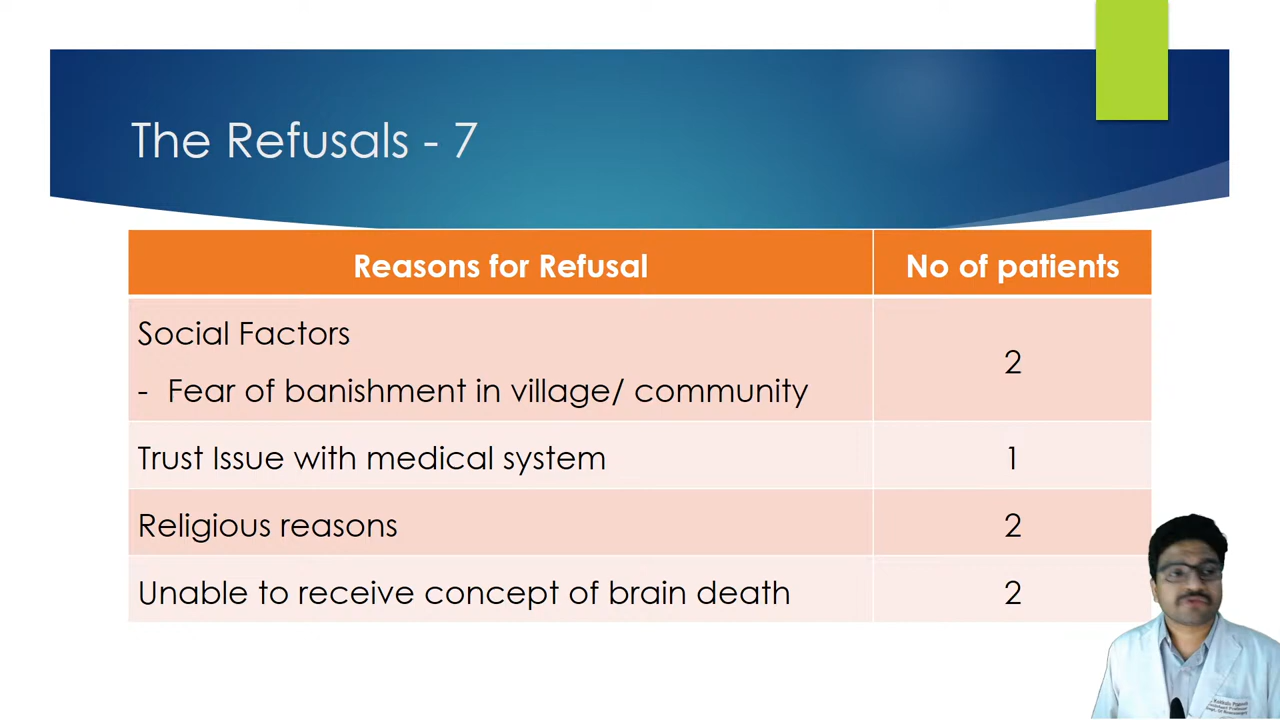 The Refusals - 7
Reasons for Refusal
No of patients
Social Factors
- Fear of banishment in village/ community
2
Trust Issue with medical system
1
Religious reasons
2
Unable to receive concept of brain death
2